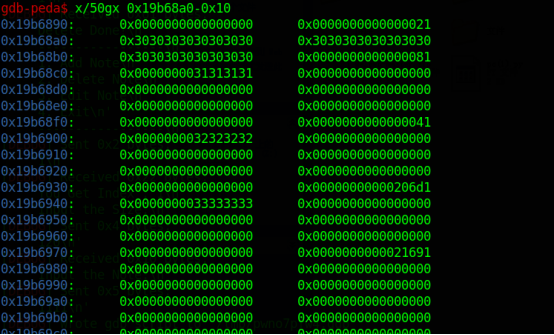 gdb-peda$ x/50gx 0x19b68a0-0x10
0x19b6890: 0x0000000000000000 0x0000000000000021
0x19b68a0: 0x3030303030303030 0x3030303030303030
0x19b68b0: 0x3030303030303030 0x0000000000000081
0x19b68c0: 0x0000000031313131 0x0000000000000000
0x19b68d0: 0x0000000000000000 0x0000000000000000
0x19b68e0: 0x0000000000000000 0x0000000000000000
0x19b68f0: 0x0000000000000000 0x0000000000000041
0x19b6900: 0x0000000032323232 0x0000000000000000
0x19b6910: 0x0000000000000000 0x0000000000000000
0x19b6920: 0x0000000000000000 0x0000000000000000
0x19b6930: 0x0000000000000000 0x00000000000206d1
0x19b6940: 0x0000000033333333 0x0000000000000000
0x19b6950: 0x0000000000000000 0x0000000000000000
0x19b6960: 0x0000000000000000 0x0000000000000000
0x19b6970: 0x0000000000000000 0x0000000000021691
0x19b6980: 0x0000000000000000 0x0000000000000000
0x19b6990: 0x0000000000000000 0x0000000000000000
0x19b69a0: 0x0000000000000000 0x0000000000000000
0x19b69b0: 0x0000000000000000 0x0000000000000000
0x19b69c0: 0x0000000000000000 0x0000000000000000